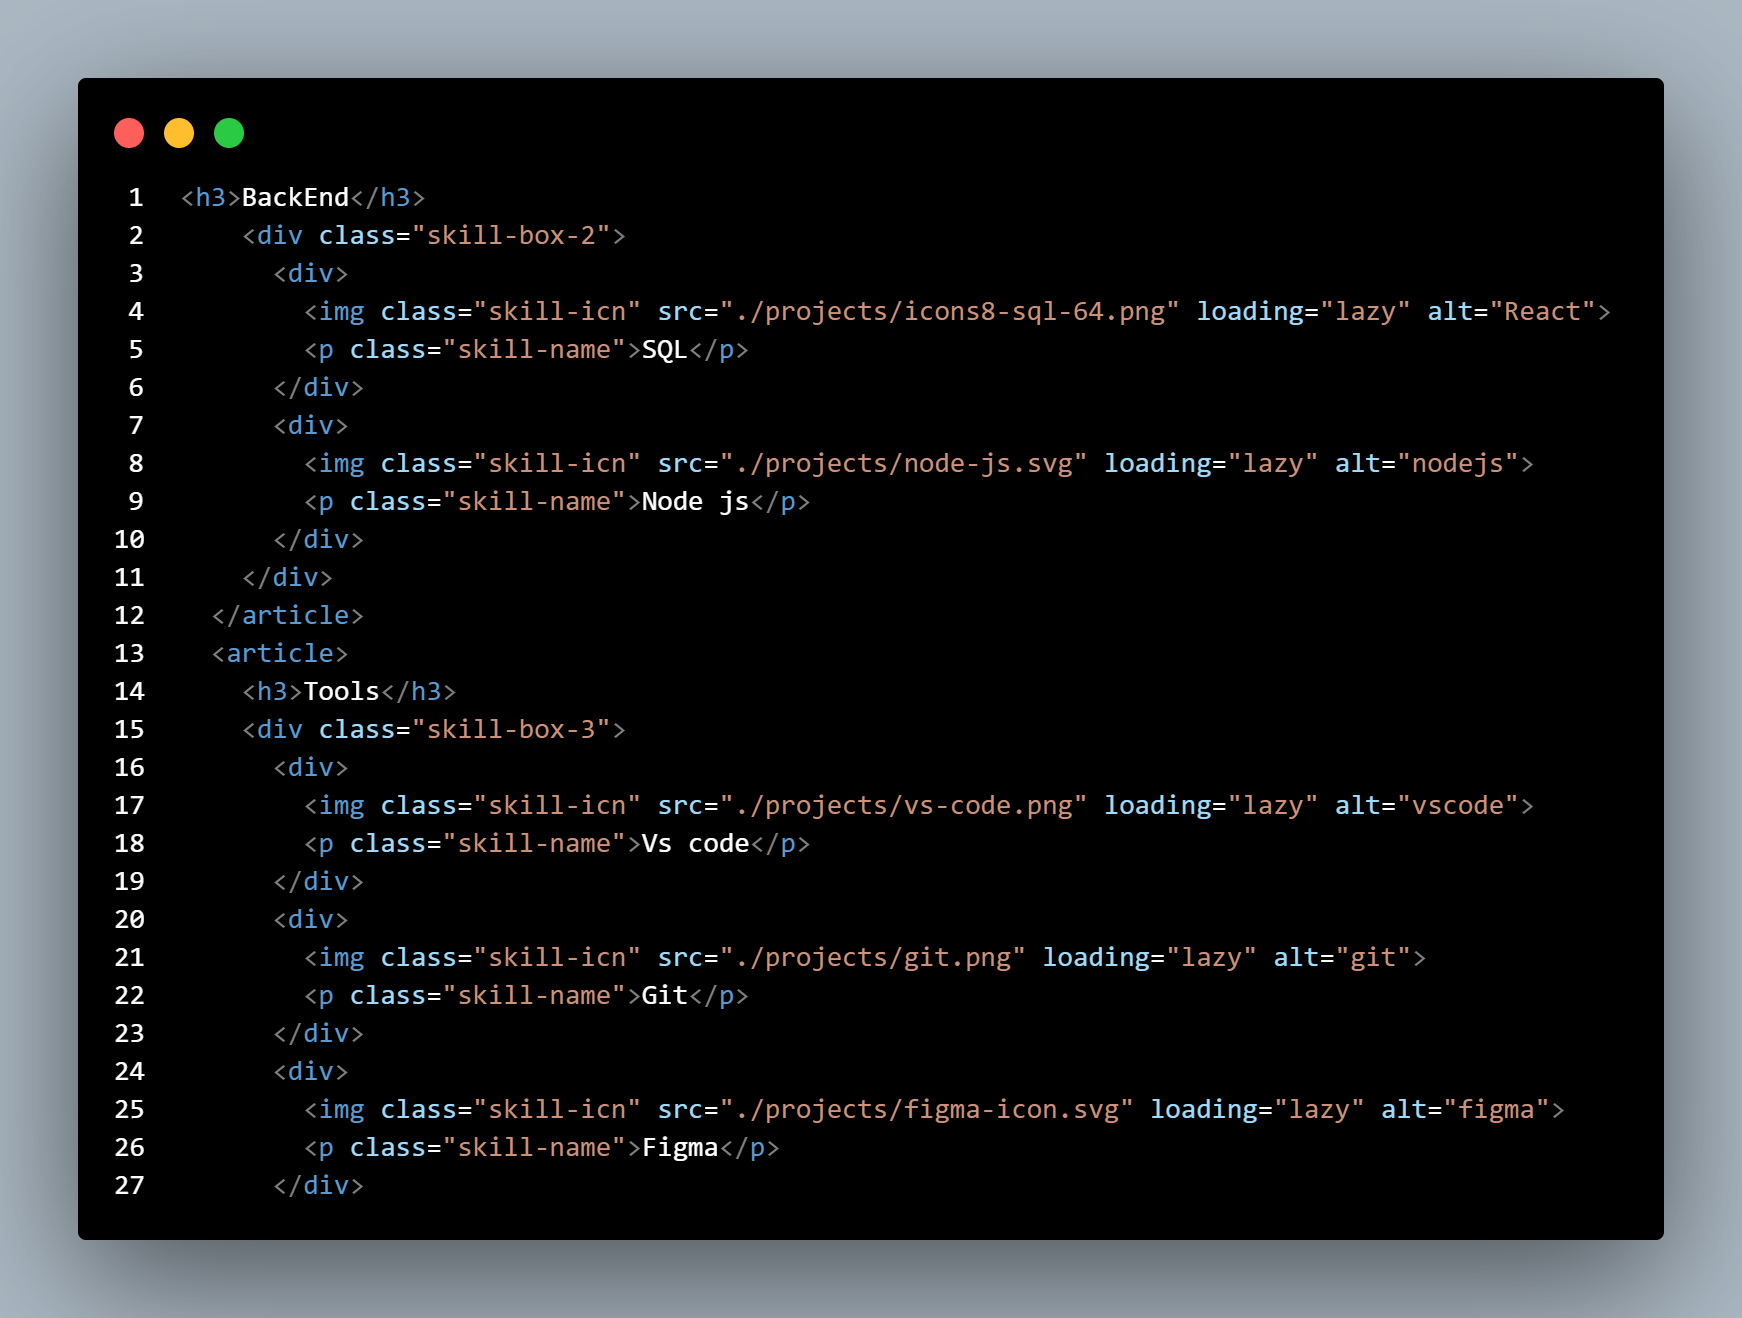 1 <h3>BackEnd</h3>
2     <div class="skill-box-2">
3       <div>
4         <img class="skill-icn" src="./projects/icons8-sql-64.png" loading="lazy" alt="React">
5         <p class="skill-name">SQL</p>
6       </div>
7       <div>
8         <img class="skill-icn" src="./projects/node-js.svg" loading="lazy" alt="nodejs">
9         <p class="skill-name">Node js</p>
10       </div>
11     </div>
12   </article>
13   <article>
14     <h3>Tools</h3>
15     <div class="skill-box-3">
16       <div>
17         <img class="skill-icn" src="./projects/vs-code.png" loading="lazy" alt="vscode">
18         <p class="skill-name">Vs code</p>
19       </div>
20       <div>
21         <img class="skill-icn" src="./projects/git.png" loading="lazy" alt="git">
22         <p class="skill-name">Git</p>
23       </div>
24       <div>
25         <img class="skill-icn" src="./projects/figma-icon.svg" loading="lazy" alt="figma">
26         <p class="skill-name">Figma</p>
27       </div>